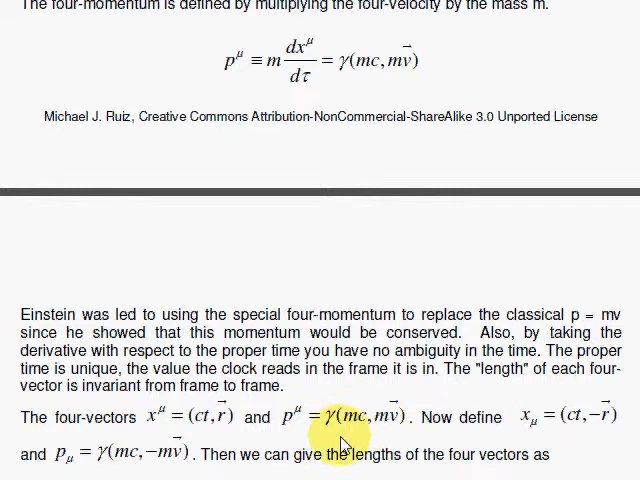 The four-momentum is defined by multiplying the four-velocity by the mass m.
p^μ ≡ m dx^μ/dτ = γ(mc, mv⃗)
Michael J. Ruiz, Creative Commons Attribution-NonCommercial-ShareAlike 3.0 Unported License
Einstein was led to using the special four-momentum to replace the classical p = mv
since he showed that this momentum would be conserved. Also, by taking the
derivative with respect to the proper time you have no ambiguity in the time. The proper
time is unique, the value the clock reads in the frame it is in. The "length" of each four-
vector is invariant from frame to frame.
The four-vectors x^μ = (ct, r⃗) and p^μ = γ(mc, mv⃗). Now define x_μ = (ct, −r⃗)
and p_μ = γ(mc, −mv⃗). Then we can give the lengths of the four vectors as